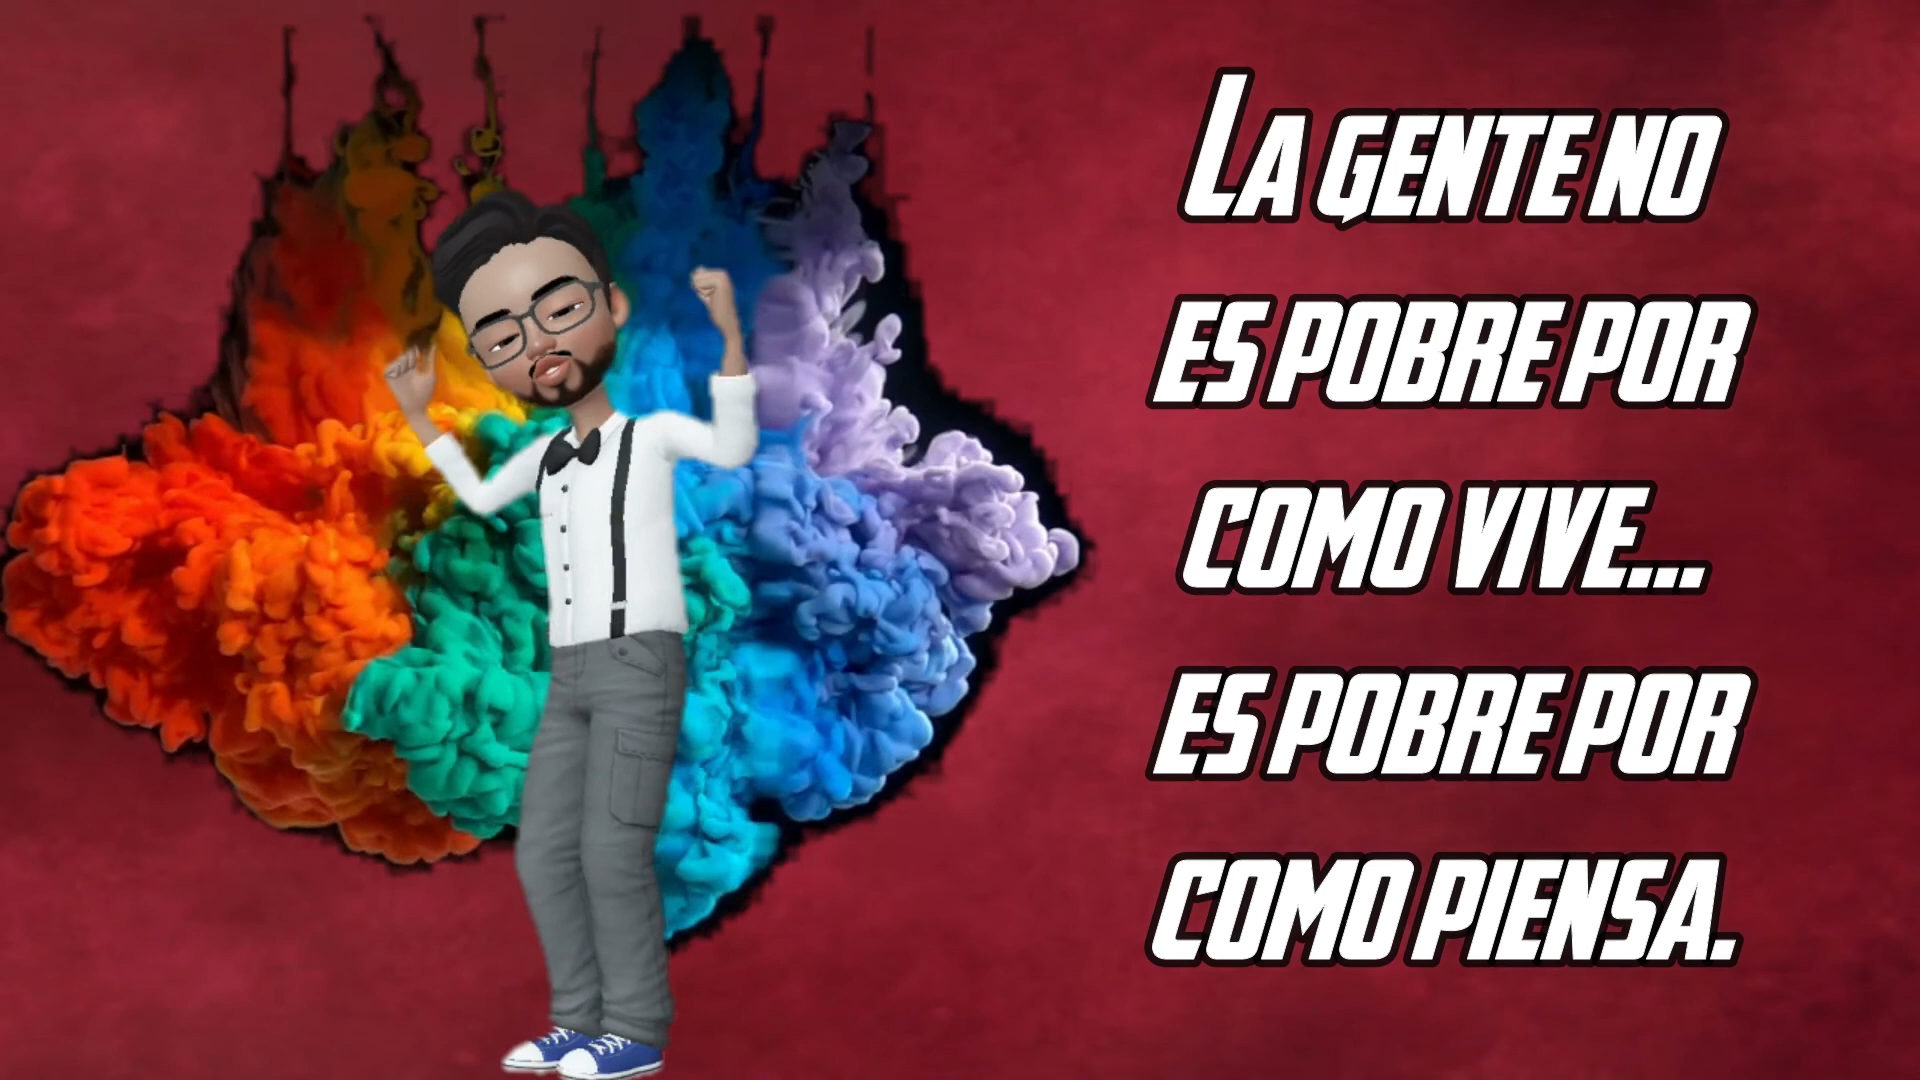 La gente no
es pobre por
como vive...
es pobre por
como piensa.